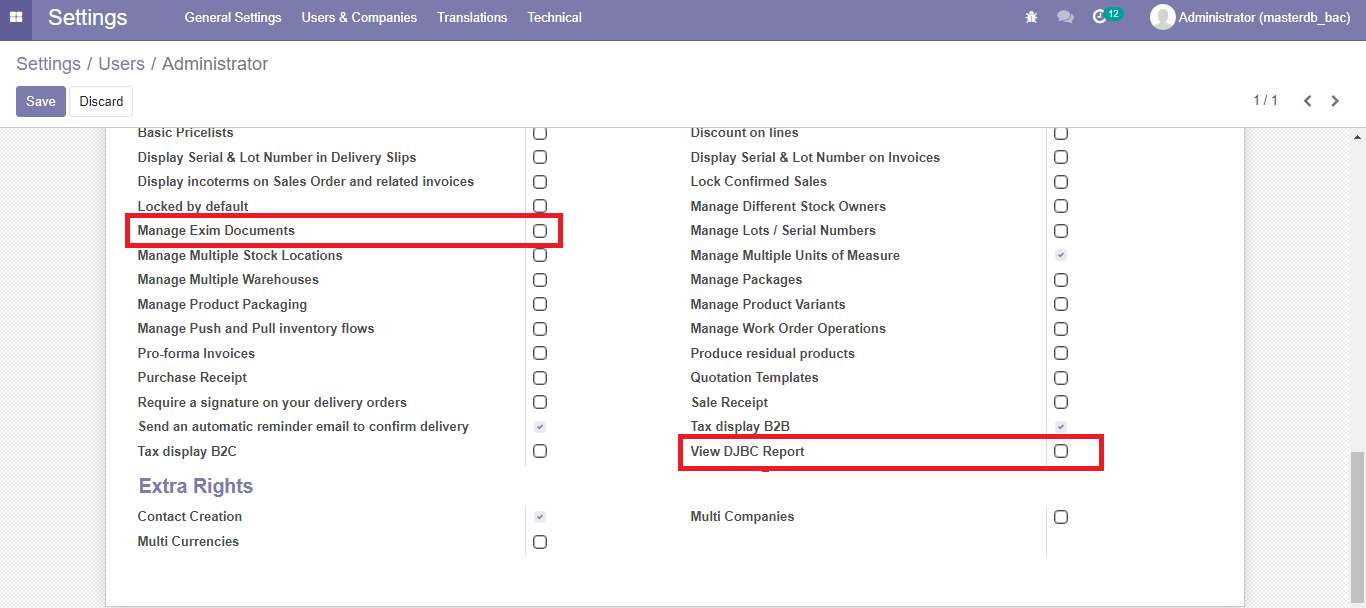 Settings General Settings Users & Companies Translations Technical 12 Administrator (masterdb_bac)
Settings / Users / Administrator
Save Discard 1 / 1
Basic Pricelists Discount on lines
Display Serial & Lot Number in Delivery Slips Display Serial & Lot Number on Invoices
Display incoterms on Sales Order and related invoices Lock Confirmed Sales
Locked by default Manage Different Stock Owners
Manage Exim Documents Manage Lots / Serial Numbers
Manage Multiple Stock Locations Manage Multiple Units of Measure
Manage Multiple Warehouses Manage Packages
Manage Product Packaging Manage Product Variants
Manage Push and Pull inventory flows Manage Work Order Operations
Pro-forma Invoices Produce residual products
Purchase Receipt Quotation Templates
Require a signature on your delivery orders Sale Receipt
Send an automatic reminder email to confirm delivery Tax display B2B
Tax display B2C View DJBC Report
Extra Rights
Contact Creation Multi Companies
Multi Currencies